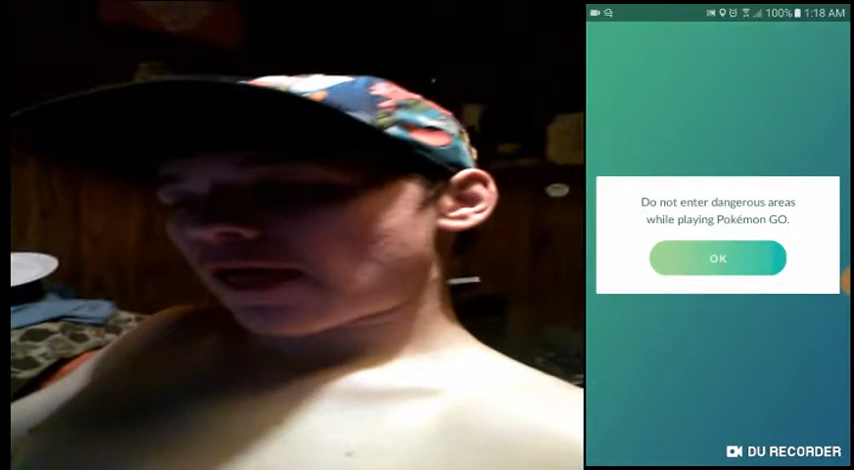 100% 1:18 AM
Do not enter dangerous areas
while playing Pokémon GO.
OK
DU RECORDER